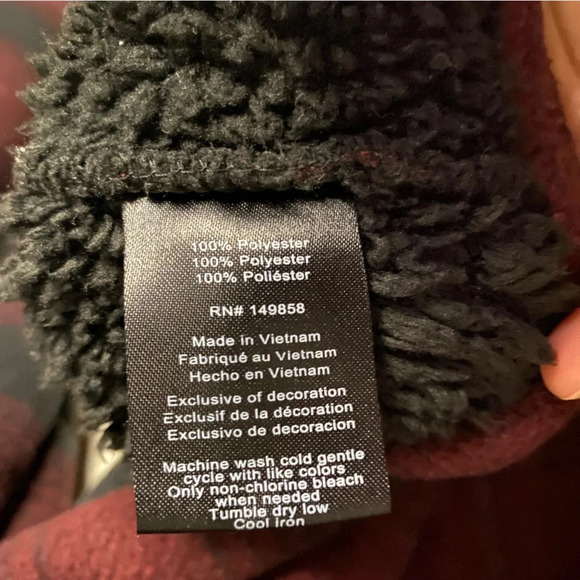 100% Polyester
100% Polyester
100% Poliéster
RN# 149858
Made in Vietnam
Fabriqué au Vietnam
Hecho en Vietnam
Exclusive of decoration
Exclusif de la décoration
Exclusivo de decoracion
Machine wash cold gentle
cycle with like colors
Only non-chlorine bleach
when needed
Tumble dry low
Cool iron